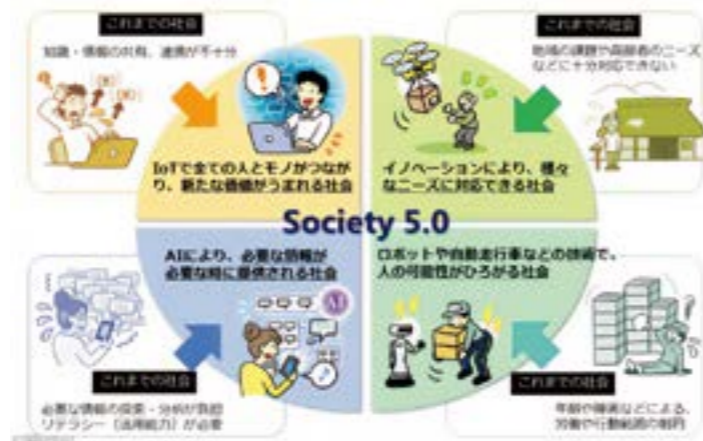 これまでの社会
知識・情報の共有、連携が不十分
IoTで全ての人とモノがつなが
り、新たな価値がうまれる社会
これまでの社会
地域の課題や高齢者のニーズ
などに十分対応できない
イノベーションにより、様々
なニーズに対応できる社会
Society 5.0
AIにより、必要な情報が
必要な時に提供される社会
AI
これまでの社会
必要な情報の探索・分析が負担
リテラシー（活用能力）が必要
ロボットや自動走行車などの技術で、
人の可能性がひろがる社会
これまでの社会
年齢や障害などによる、
労働や行動範囲の制約